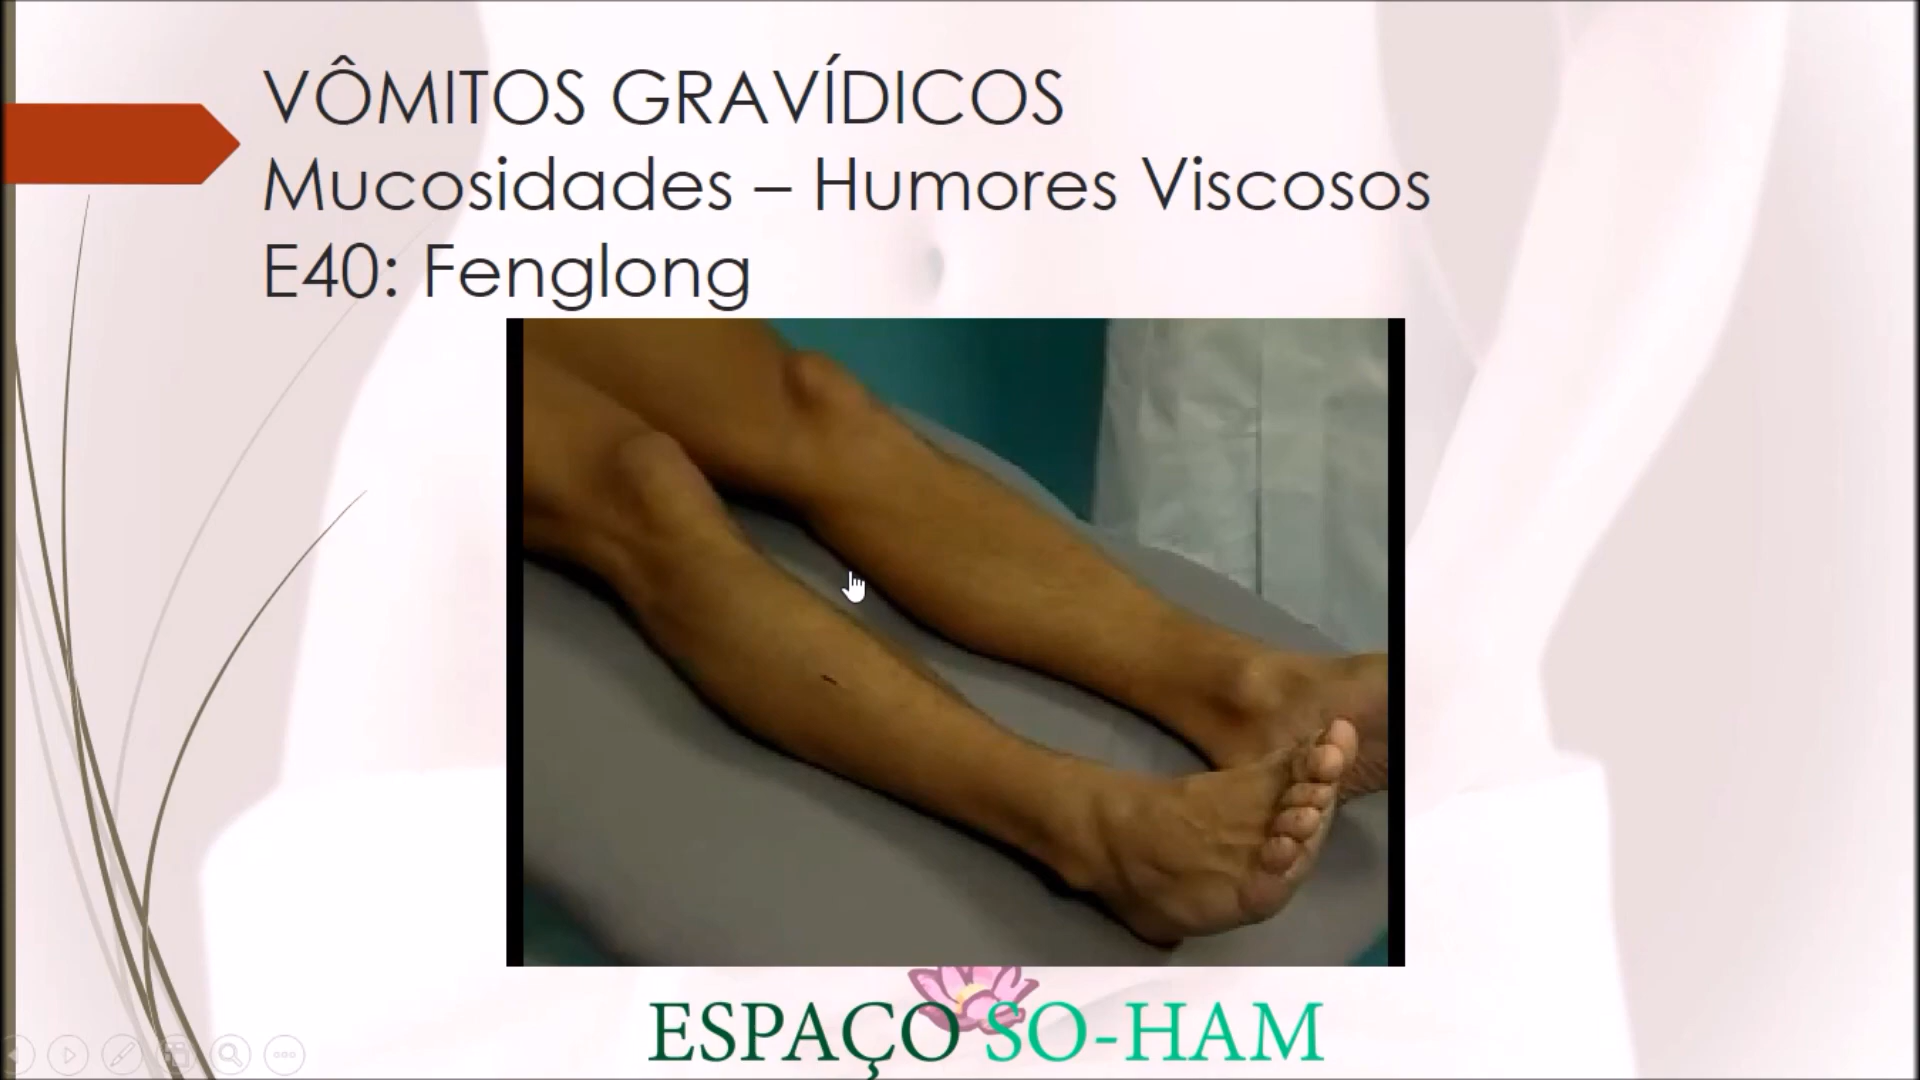 VÔMITOS GRAVÍDICOS
Mucosidades – Humores Viscosos
E40: Fenglong
ESPAÇO SO-HAM